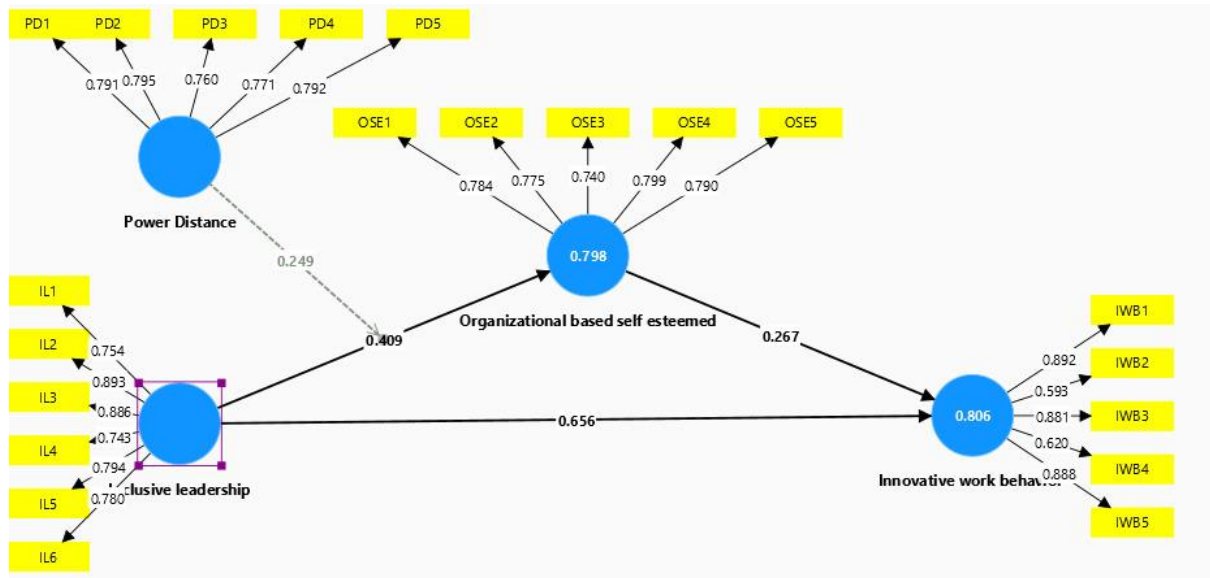 PD1 PD2 PD3 PD4 PD5
0.791 0.795 0.760 0.771 0.792
OSE1 OSE2 OSE3 OSE4 OSE5
0.784 0.775 0.740 0.799 0.790
Power Distance
0.249
0.798
Organizational based self esteemed
0.409
0.267
IL1
IL2
IL3
IL4
IL5
IL6
0.754
0.893
0.886
0.743
0.794
0.780
clusive leadership
0.656
0.806
Innovative work behav
IWB1
IWB2
IWB3
IWB4
IWB5
0.892
0.593
0.881
0.620
0.888